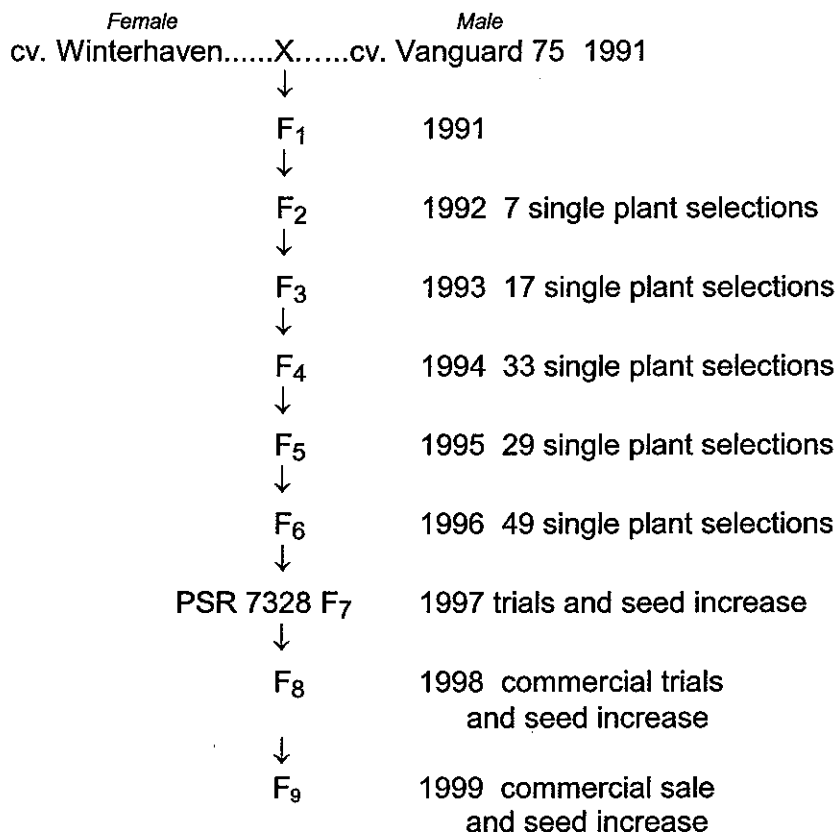 Female Male
cv. Winterhaven......X......cv. Vanguard 75 1991
↓
F1 1991
↓
F2 1992 7 single plant selections
↓
F3 1993 17 single plant selections
↓
F4 1994 33 single plant selections
↓
F5 1995 29 single plant selections
↓
F6 1996 49 single plant selections
↓
PSR 7328 F7 1997 trials and seed increase
↓
F8 1998 commercial trials
and seed increase
↓
F9 1999 commercial sale
and seed increase